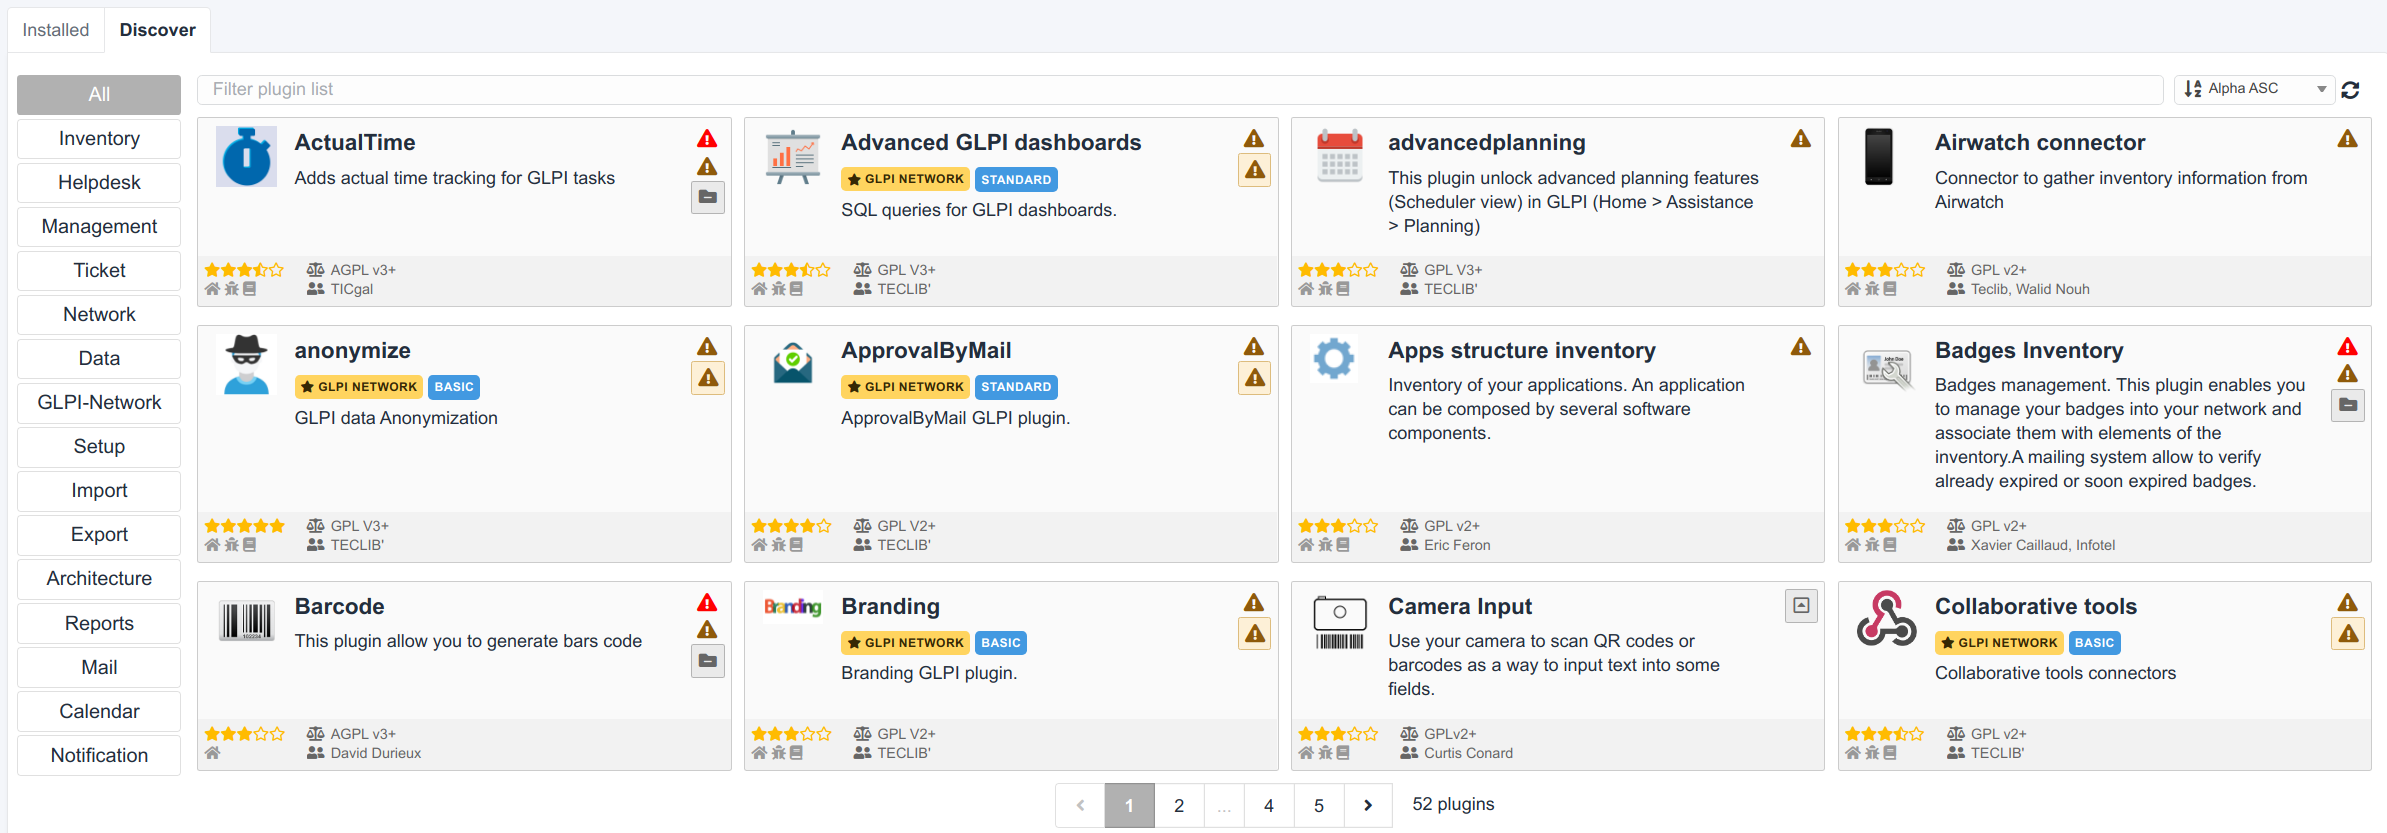 Installed
Discover
All
Inventory
Helpdesk
Management
Ticket
Network
Data
GLPI-Network
Setup
Import
Export
Architecture
Reports
Mail
Calendar
Notification
Filter plugin list
Alpha ASC
ActualTime
Adds actual time tracking for GLPI tasks
AGPL v3+
TICgal
Advanced GLPI dashboards
GLPI NETWORK STANDARD
SQL queries for GLPI dashboards.
GPL V3+
TECLIB'
advancedplanning
This plugin unlock advanced planning features
(Scheduler view) in GLPI (Home > Assistance
> Planning)
GPL V3+
TECLIB'
Airwatch connector
Connector to gather inventory information from
Airwatch
GPL v2+
Teclib, Walid Nouh
anonymize
GLPI NETWORK BASIC
GLPI data Anonymization
GPL V3+
TECLIB'
ApprovalByMail
GLPI NETWORK STANDARD
ApprovalByMail GLPI plugin.
GPL V2+
TECLIB'
Apps structure inventory
Inventory of your applications. An application
can be composed by several software
components.
GPL v2+
Eric Feron
John Doe
Badges Inventory
Badges management. This plugin enables you
to manage your badges into your network and
associate them with elements of the
inventory.A mailing system allow to verify
already expired or soon expired badges.
GPL v2+
Xavier Caillaud, Infotel
Barcode
This plugin allow you to generate bars code
AGPL v3+
David Durieux
Branding
Branding
GLPI NETWORK BASIC
Branding GLPI plugin.
GPL V2+
TECLIB'
Camera Input
Use your camera to scan QR codes or
barcodes as a way to input text into some
fields.
GPLv2+
Curtis Conard
Collaborative tools
GLPI NETWORK BASIC
Collaborative tools connectors
GPL v2+
TECLIB'
1 2 ... 4 5 52 plugins